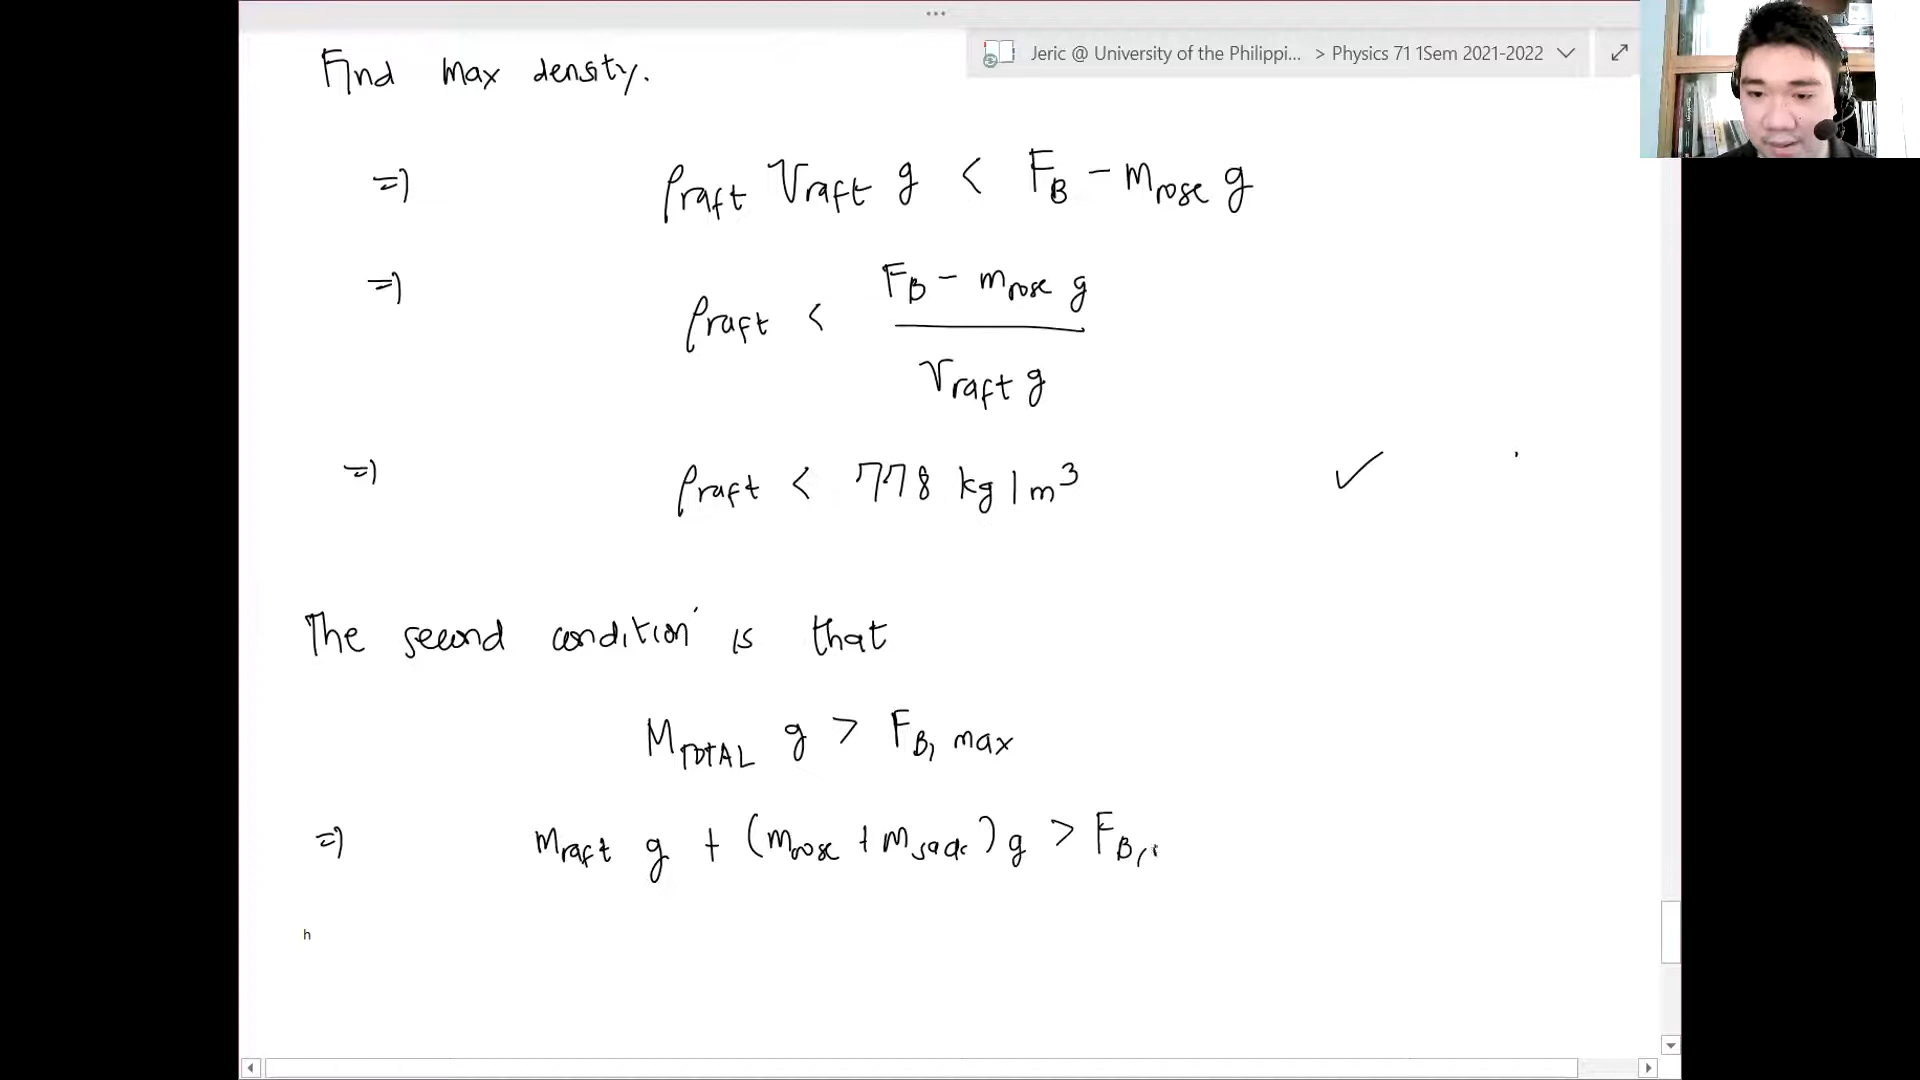 ...
Jeric @ University of the Philippi... > Physics 71 1Sem 2021-2022
Find max density.
⇒ ρraft Vraft g < FB - mrose g
⇒ ρraft < (FB - mrose g) / (Vraft g)
⇒ ρraft < 778 kg/m³ ✓
The second condition is that
MTOTAL g > FB, max
⇒ mraft g + (mrose + mjack) g > FB,
h